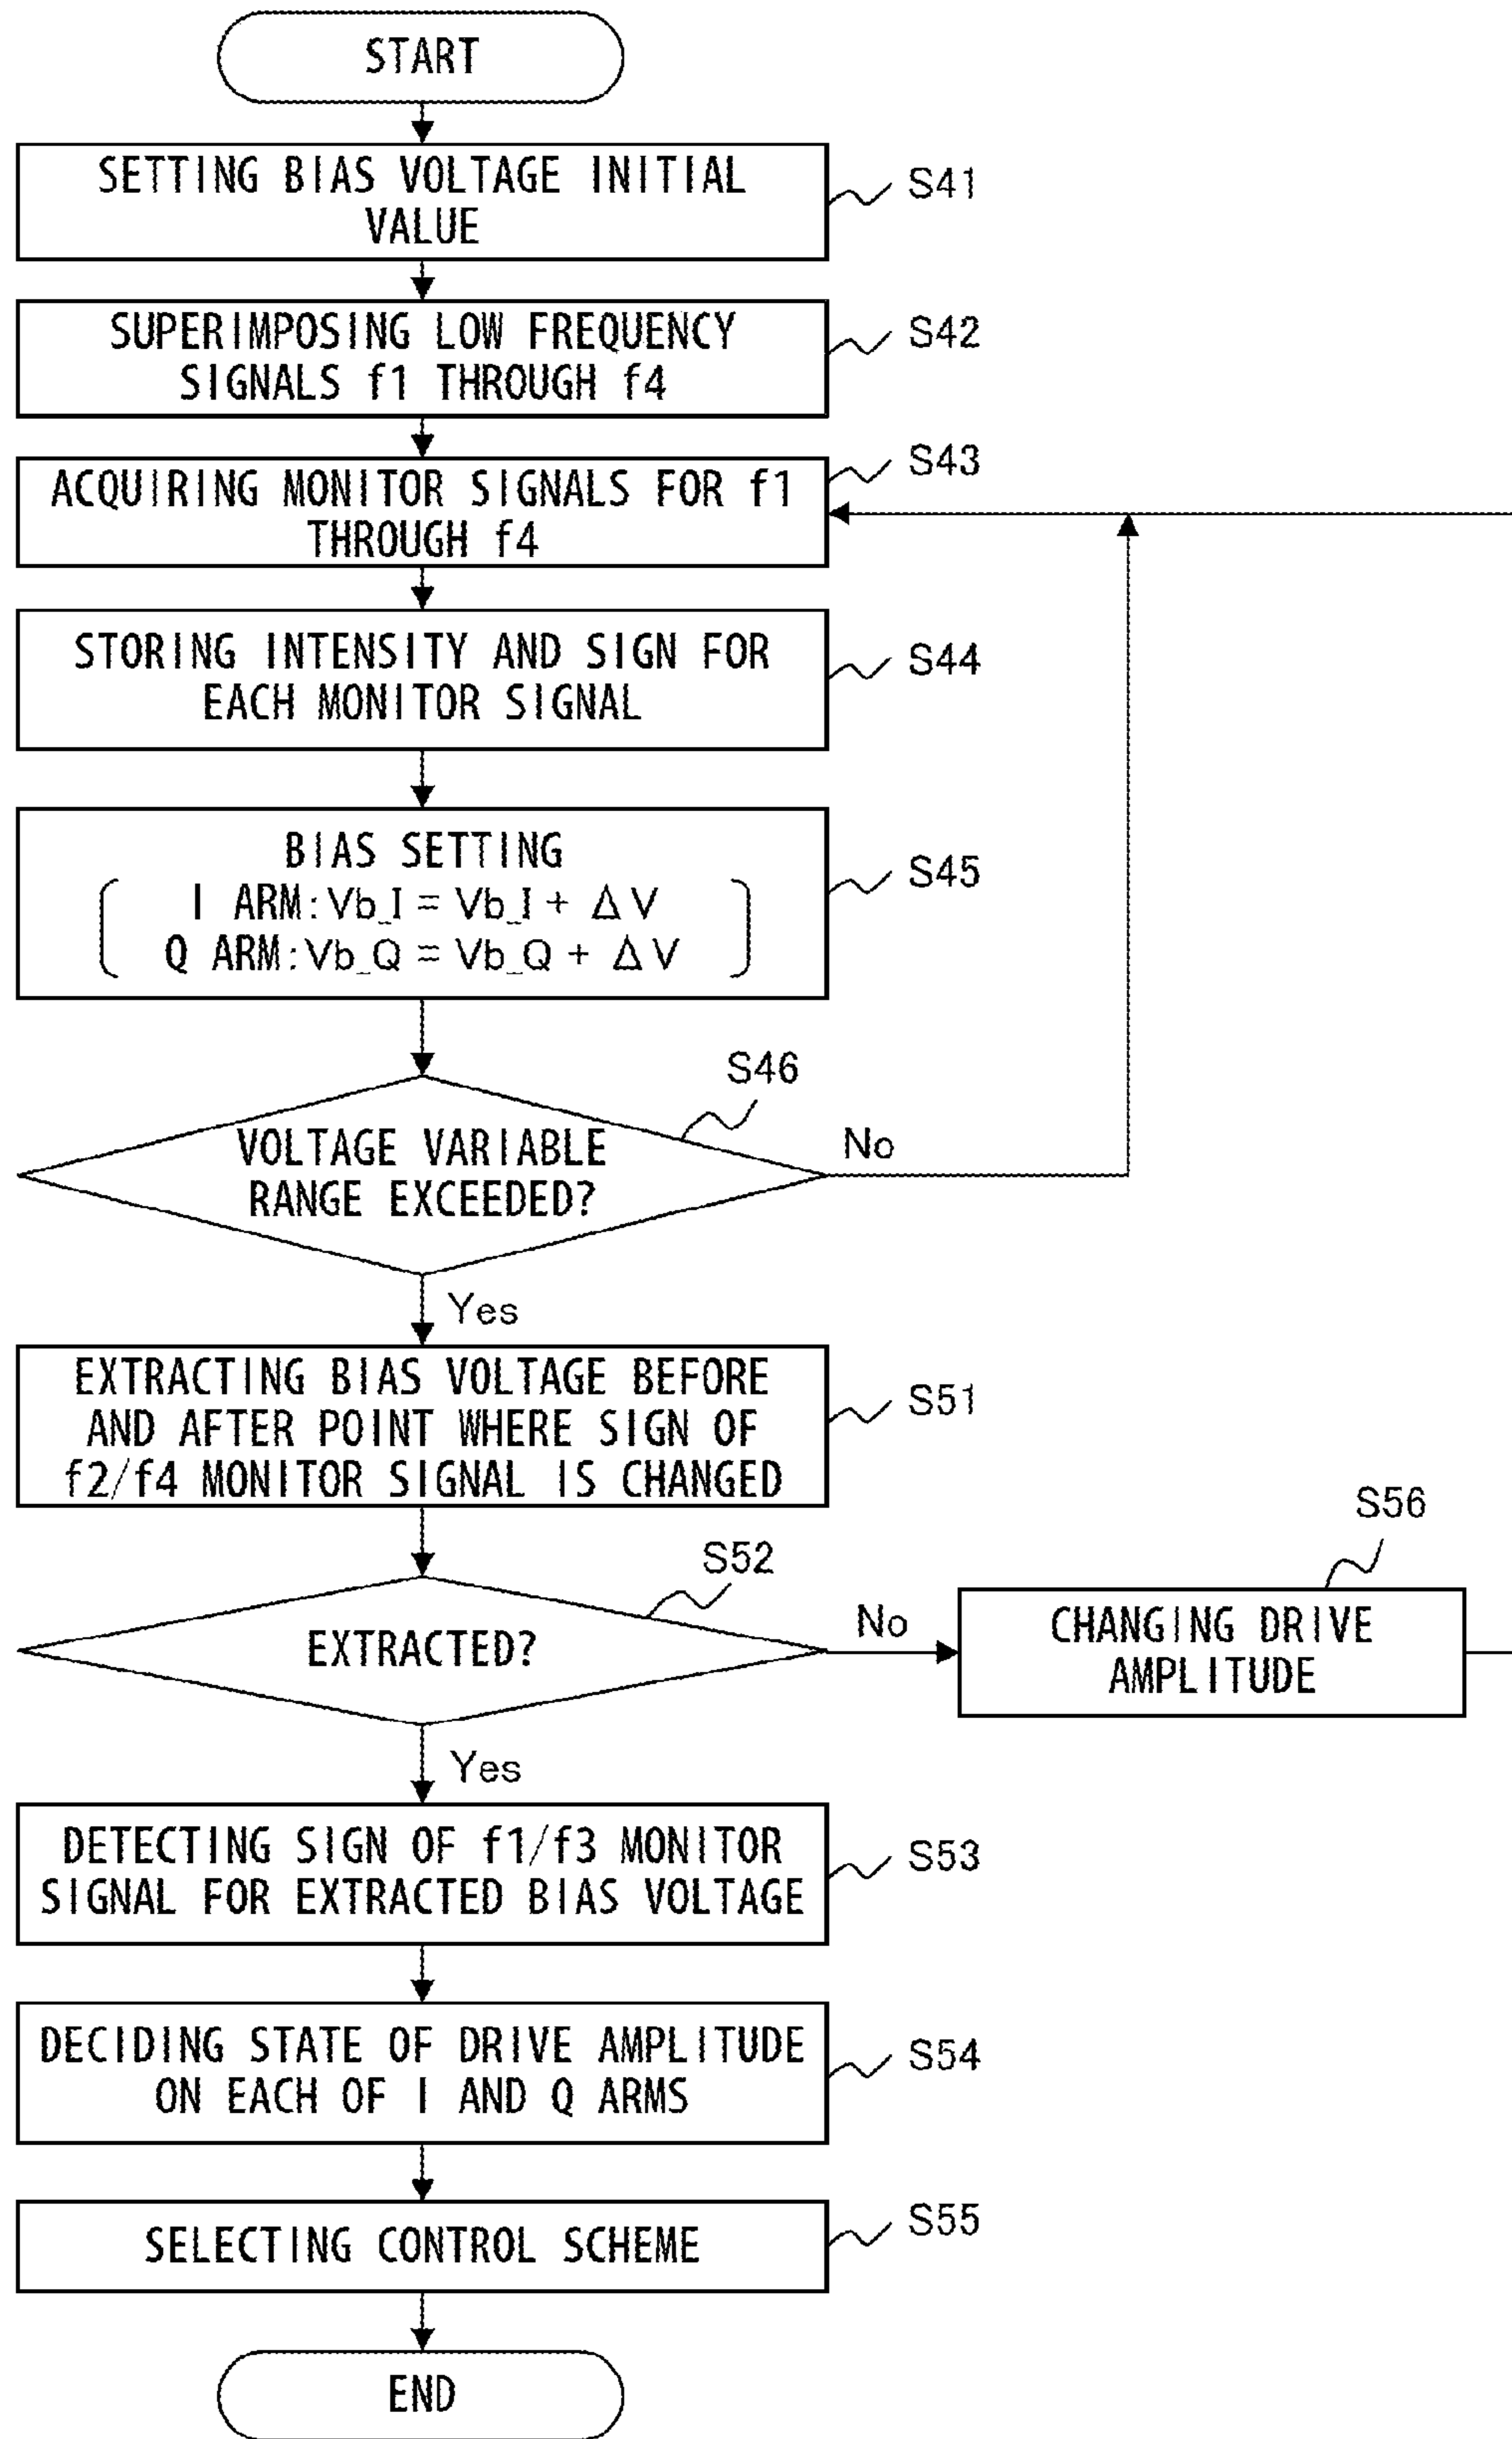 START
SETTING BIAS VOLTAGE INITIAL
VALUE
S41
SUPERIMPOSING LOW FREQUENCY
SIGNALS f1 THROUGH f4
S42
ACQUIRING MONITOR SIGNALS FOR f1
THROUGH f4
S43
STORING INTENSITY AND SIGN FOR
EACH MONITOR SIGNAL
S44
BIAS SETTING
I ARM:Vb_I = Vb_I + ΔV
Q ARM:Vb_Q = Vb_Q + ΔV
S45
S46
VOLTAGE VARIABLE
RANGE EXCEEDED?
No
Yes
EXTRACTING BIAS VOLTAGE BEFORE
AND AFTER POINT WHERE SIGN OF
f2/f4 MONITOR SIGNAL IS CHANGED
S51
S52
EXTRACTED?
No
S56
CHANGING DRIVE
AMPLITUDE
Yes
DETECTING SIGN OF f1/f3 MONITOR
SIGNAL FOR EXTRACTED BIAS VOLTAGE
S53
DECIDING STATE OF DRIVE AMPLITUDE
ON EACH OF I AND Q ARMS
S54
SELECTING CONTROL SCHEME
S55
END